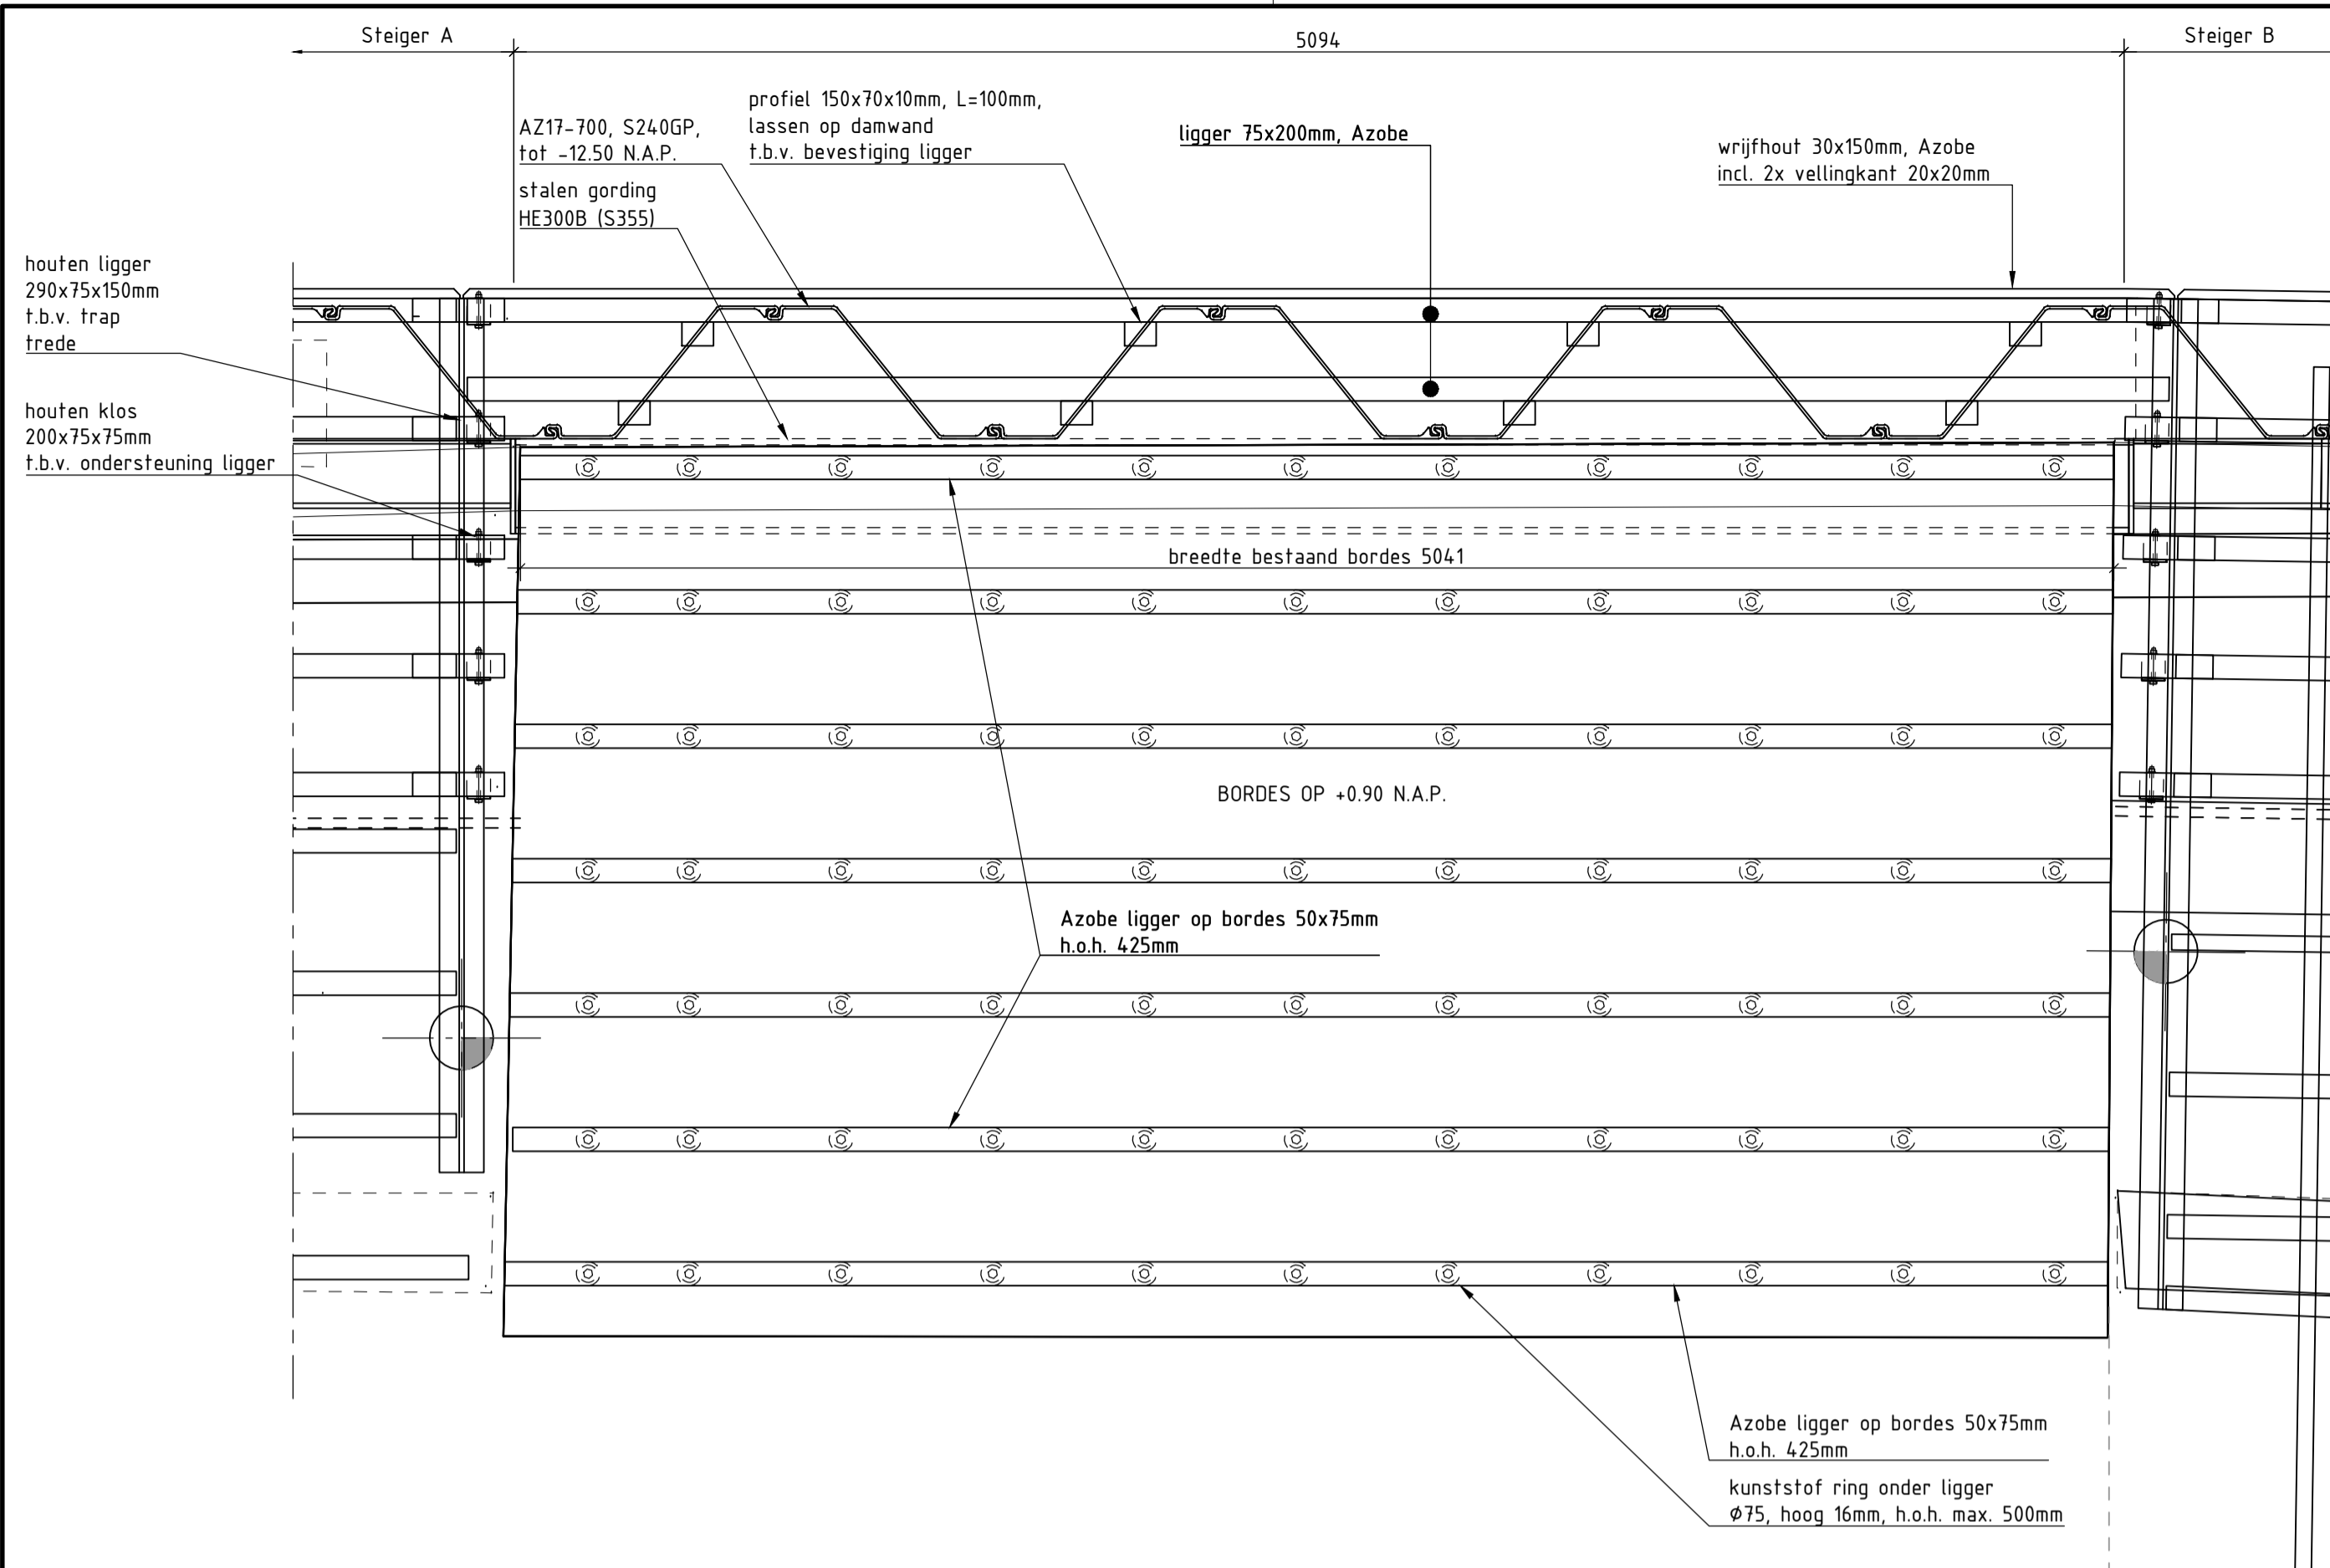 Steiger A
5094
Steiger B
profiel 150x70x10mm, L=100mm,
lassen op damwand
t.b.v. bevestiging ligger
AZ17-700, S240GP,
tot -12.50 N.A.P.
ligger 75x200mm, Azobe
wrijfhout 30x150mm, Azobe
incl. 2x vellingkant 20x20mm
stalen gording
HE300B (S355)
houten ligger
290x75x150mm
t.b.v. trap
trede
houten klos
200x75x75mm
t.b.v. ondersteuning ligger
breedte bestaand bordes 5041
BORDES OP +0.90 N.A.P.
Azobe ligger op bordes 50x75mm
h.o.h. 425mm
Azobe ligger op bordes 50x75mm
h.o.h. 425mm
kunststof ring onder ligger
Ø75, hoog 16mm, h.o.h. max. 500mm